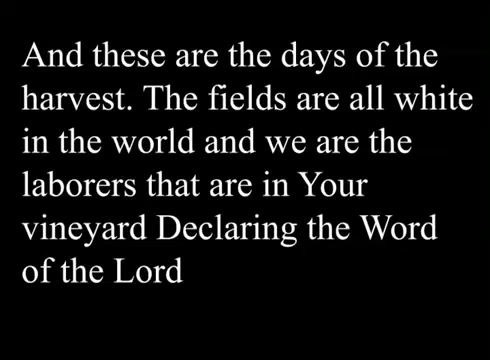 And these are the days of the
harvest. The fields are all white
in the world and we are the
laborers that are in Your
vineyard Declaring the Word
of the Lord